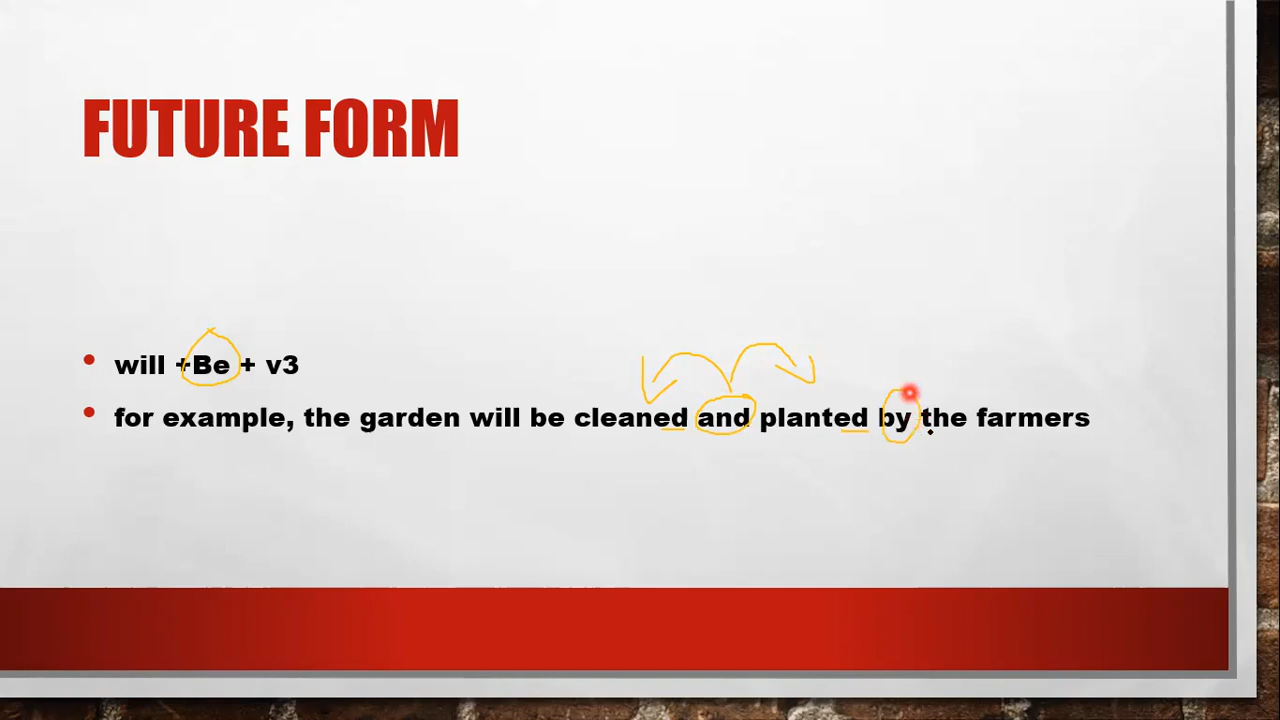 FUTURE FORM
will +Be + v3
for example, the garden will be cleaned and planted by the farmers